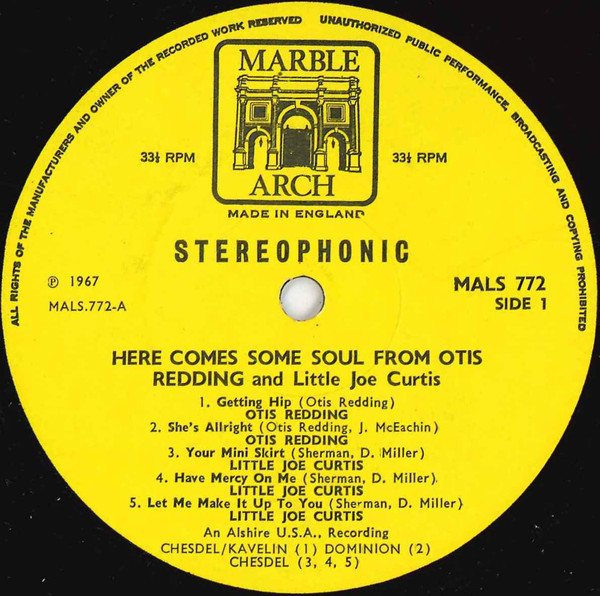 ALL RIGHTS OF THE MANUFACTURERS AND OWNER OF THE RECORDED WORK RESERVED UNAUTHORIZED PUBLIC PERFORMANCE, BROADCASTING AND COPYING PROHIBITED
MARBLE
ARCH
33⅓ RPM 33⅓ RPM
MADE IN ENGLAND
STEREOPHONIC
℗ 1967
MALS.772-A
MALS 772
SIDE 1
HERE COMES SOME SOUL FROM OTIS
REDDING and Little Joe Curtis
1. Getting Hip (Otis Redding)
OTIS REDDING
2. She's Allright (Otis Redding, J. McEachin)
OTIS REDDING
3. Your Mini Skirt (Sherman, D. Miller)
LITTLE JOE CURTIS
4. Have Mercy On Me (Sherman, D. Miller)
LITTLE JOE CURTIS
5. Let Me Make It Up To You (Sherman, D. Miller)
LITTLE JOE CURTIS
An Alshire U.S.A., Recording
CHESDEL/KAVELIN (1) DOMINION (2)
CHESDEL (3, 4, 5)